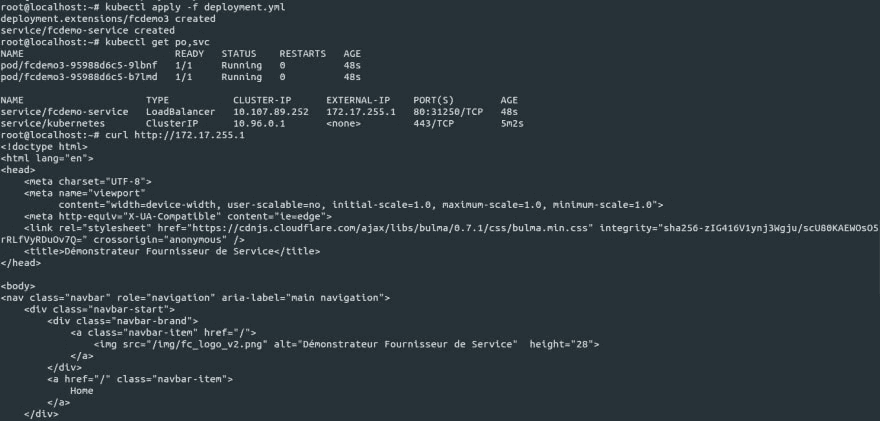 root@localhost:~# kubectl apply -f deployment.yml
deployment.extensions/fcdemo3 created
service/fcdemo-service created
root@localhost:~# kubectl get po,svc
NAME                          READY   STATUS    RESTARTS   AGE
pod/fcdemo3-95988d6c5-9lbnf   1/1     Running   0          48s
pod/fcdemo3-95988d6c5-b7lmd   1/1     Running   0          48s

NAME                     TYPE           CLUSTER-IP      EXTERNAL-IP    PORT(S)        AGE
service/fcdemo-service   LoadBalancer   10.107.89.252   172.17.255.1   80:31250/TCP   48s
service/kubernetes       ClusterIP      10.96.0.1       <none>         443/TCP        5m2s
root@localhost:~# curl http://172.17.255.1
<!doctype html>
<html lang="en">
<head>
    <meta charset="UTF-8">
    <meta name="viewport"
          content="width=device-width, user-scalable=no, initial-scale=1.0, maximum-scale=1.0, minimum-scale=1.0">
    <meta http-equiv="X-UA-Compatible" content="ie=edge">
    <link rel="stylesheet" href="https://cdnjs.cloudflare.com/ajax/libs/bulma/0.7.1/css/bulma.min.css" integrity="sha256-zIG416V1ynj3Wgju/scU80KAEWOsO5
rRLfVyRDuOv7Q=" crossorigin="anonymous" />
    <title>Démonstrateur Fournisseur de Service</title>
</head>

<body>
<nav class="navbar" role="navigation" aria-label="main navigation">
    <div class="navbar-start">
        <div class="navbar-brand">
            <a class="navbar-item" href="/">
                <img src="/img/fc_logo_v2.png" alt="Démonstrateur Fournisseur de Service"  height="28">
            </a>
        </div>
        <a href="/" class="navbar-item">
            Home
        </a>
    </div>